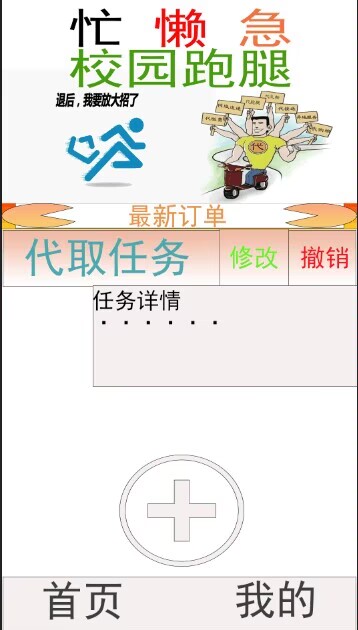 忙 懒 急
校园跑腿
退后，我要放大招了
代
最新订单
代取任务 修改 撤销
任务详情
······
首页 我的